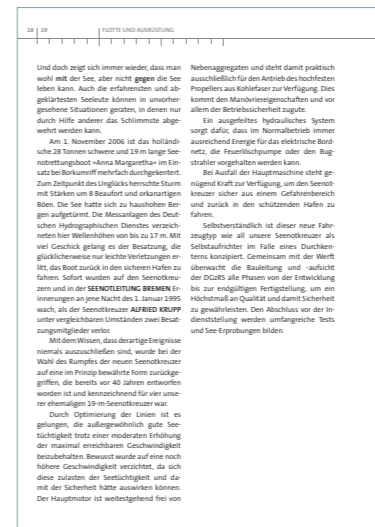 18 | 19
FLOTTE UND AUSRÜSTUNG
Und doch zeigt sich immer wieder, dass man
wohl mit der See, aber nicht gegen die See
leben kann. Auch die erfahrensten und ab-
geklärtesten Seeleute können in unvorher-
gesehene Situationen geraten, in denen nur
durch Hilfe anderer das Schlimmste abge-
wehrt werden kann.
Am 1. November 2006 ist das holländi-
sche 28 Tonnen schwere und 19 m lange See-
notrettungsboot »Anna Margaretha« im Ein-
satz bei Borkumriff mehrfach durchgekentert.
Zum Zeitpunkt des Unglücks herrschte Sturm
mit Stärken um 8 Beaufort und orkanartigen
Böen. Die See hatte sich zu haushohen Ber-
gen aufgetürmt. Die Messanlagen des Deut-
schen Hydrographischen Dienstes verzeich-
neten hier Wellenhöhen von bis zu 17 m. Mit
viel Geschick gelang es der Besatzung, die
glücklicherweise nur leichte Verletzungen er-
litt, das Boot zurück in den sicheren Hafen zu
fahren. Sofort wurden auf den Seenotkreu-
zern und in der SEENOTLEITUNG BREMEN Er-
innerungen an jene Nacht des 1. Januar 1995
wach, als der Seenotkreuzer ALFRIED KRUPP
unter vergleichbaren Umständen zwei Besat-
zungsmitglieder verlor.
Mit dem Wissen, dass derartige Ereignisse
niemals auszuschließen sind, wurde bei der
Wahl des Rumpfes der neuen Seenotkreuzer
auf eine im Prinzip bewährte Form zurückge-
griffen, die bereits vor 40 Jahren entworfen
worden ist und kennzeichnend für vier unse-
rer ehemaligen 19-m-Seenotkreuzer war.
Durch Optimierung der Linien ist es
gelungen, die außergewöhnlich gute See-
tüchtigkeit trotz einer moderaten Erhöhung
der maximal erreichbaren Geschwindigkeit
beizubehalten. Bewusst wurde auf eine noch
höhere Geschwindigkeit verzichtet, da sich
diese zulasten der Seetüchtigkeit und da-
mit der Sicherheit hätte auswirken können.
Der Hauptmotor ist weitestgehend frei von
Nebenaggregaten und steht damit praktisch
ausschließlich für den Antrieb des hochfesten
Propellers aus Kohlefaser zur Verfügung. Dies
kommt den Manövriereigenschaften und vor
allem der Betriebssicherheit zugute.
Ein ausgefeiltes hydraulisches System
sorgt dafür, dass im Normalbetrieb immer
ausreichend Energie für das elektrische Bord-
netz, die Feuerlöschpumpe oder den Bug-
strahler vorgehalten werden kann.
Bei Ausfall der Hauptmaschine steht ge-
nügend Kraft zur Verfügung, um den Seenot-
kreuzer sicher aus einem Gefahrenbereich
und zurück in den schützenden Hafen zu
fahren.
Selbstverständlich ist dieser neue Fahr-
zeugtyp wie all unsere Seenotkreuzer als
Selbstaufrichter im Falle eines Durchken-
terns konzipiert. Gemeinsam mit der Werft
überwacht die Bauleitung und -aufsicht
der DGzRS alle Phasen von der Entwicklung
bis zur endgültigen Fertigstellung, um ein
Höchstmaß an Qualität und damit Sicherheit
zu gewährleisten. Den Abschluss vor der In-
dienststellung werden umfangreiche Tests
und See-Erprobungen bilden.